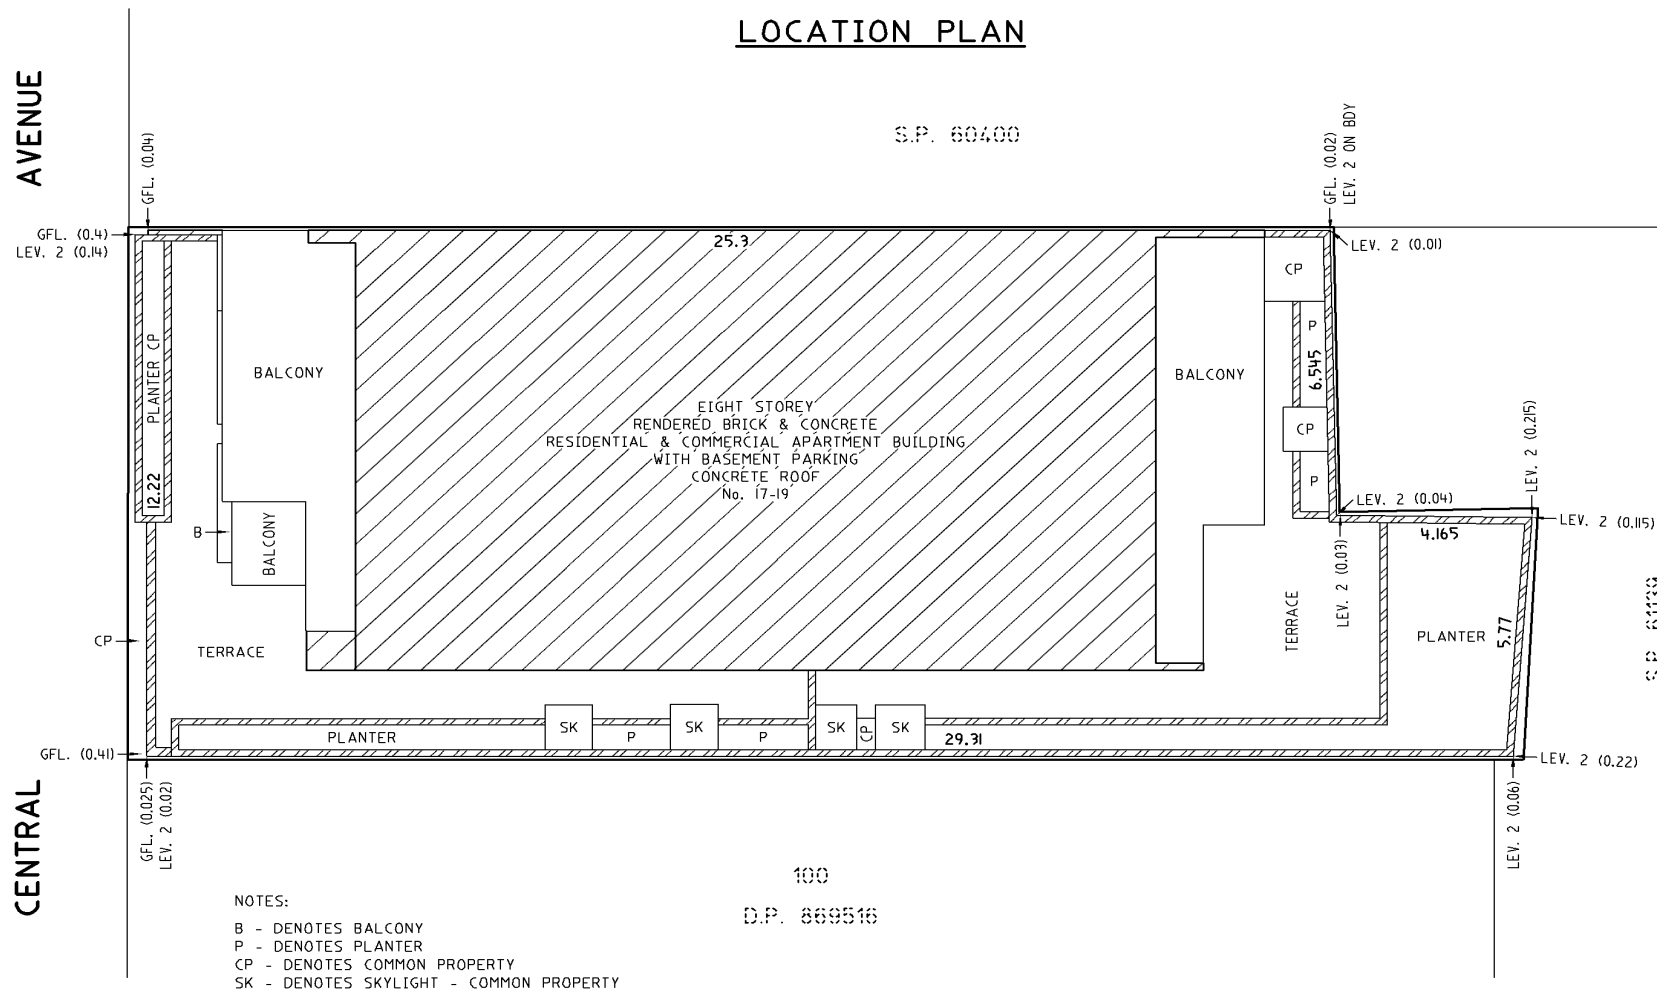 LOCATION PLAN
AVENUE
S.P. 60400
GFL. (0.04)
GFL. (0.02)
LEV. 2 ON BDY
GFL. (0.4)
LEV. 2 (0.14)
25.3
LEV. 2 (0.01)
CP
PLANTER CP
12.22
BALCONY
BALCONY
P
6.545
EIGHT STOREY
RENDERED BRICK & CONCRETE
RESIDENTIAL & COMMERCIAL APARTMENT BUILDING
WITH BASEMENT PARKING
CONCRETE ROOF
No. 17-19
CP
P
LEV. 2 (0.215)
LEV. 2 (0.04)
LEV. 2 (0.115)
4.165
B
BALCONY
LEV. 2 (0.03)
TERRACE
CP
TERRACE
PLANTER
5.77
SK
SK
SK
CP
SK
PLANTER
P
P
29.31
GFL. (0.41)
LEV. 2 (0.22)
GFL. (0.025)
LEV. 2 (0.02)
LEV. 2 (0.06)
CENTRAL
100
D.P. 869516
NOTES:
B - DENOTES BALCONY
P - DENOTES PLANTER
CP - DENOTES COMMON PROPERTY
SK - DENOTES SKYLIGHT - COMMON PROPERTY